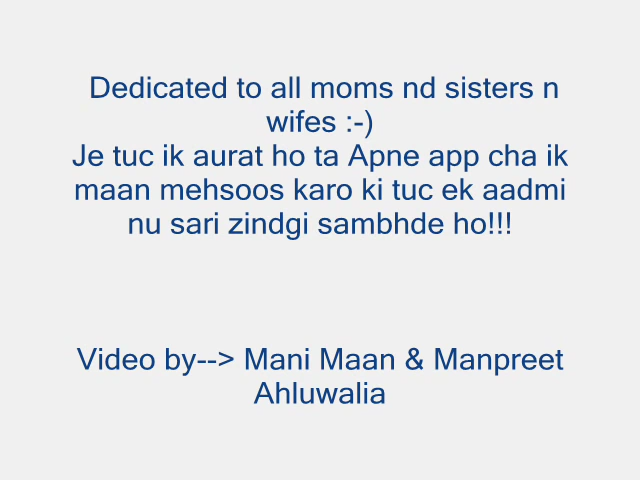 Dedicated to all moms nd sisters n
wifes :-)
Je tuc ik aurat ho ta Apne app cha ik
maan mehsoos karo ki tuc ek aadmi
nu sari zindgi sambhde ho!!!
Video by--> Mani Maan & Manpreet
Ahluwalia